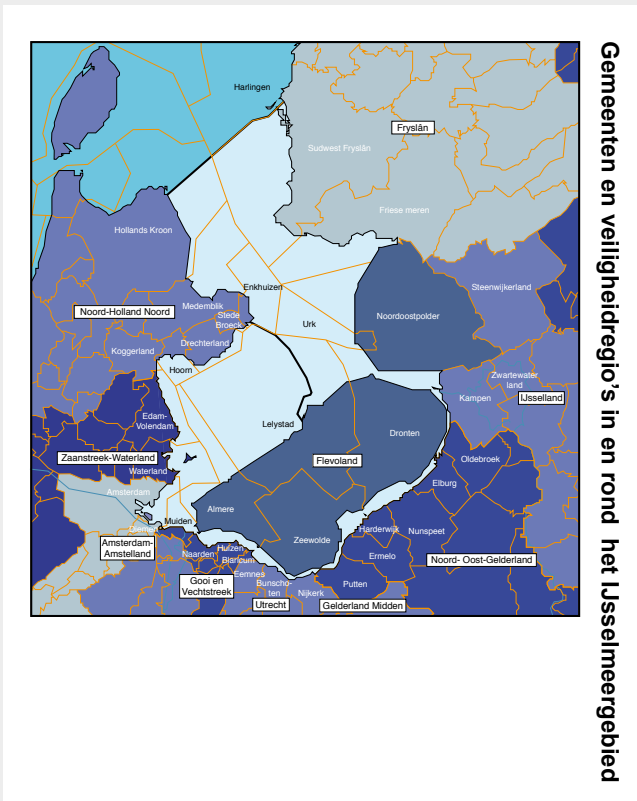 Gemeenten en veiligheidregio's in en rond het IJsselmeergebied
Harlingen
Fryslân
Sudwest Fryslân
Friese meren
Hollands Kroon
Steenwijkerland
Enkhuizen
Medemblik
Noord-Holland Noord
Stede
Broeck
Urk
Noordoostpolder
Drechterland
Koggerland
Hoorn
Zwartewater
land
Kampen
IJsselland
Edam-
Volendam
Lelystad
Dronten
Zaanstreek-Waterland
Waterland
Flevoland
Oldebroek
Elburg
Amsterdam
Almere
Muiden
Diemen
Harderwijk
Nunspeet
Amsterdam-
Amstelland
Zeewolde
Huizen
Naarden
Blaricum
Ermelo
Noord- Oost-Gelderland
Eemnes
Gooi en
Vechtstreek
Bunscho-
ten
Putten
Nijkerk
Utrecht
Gelderland Midden